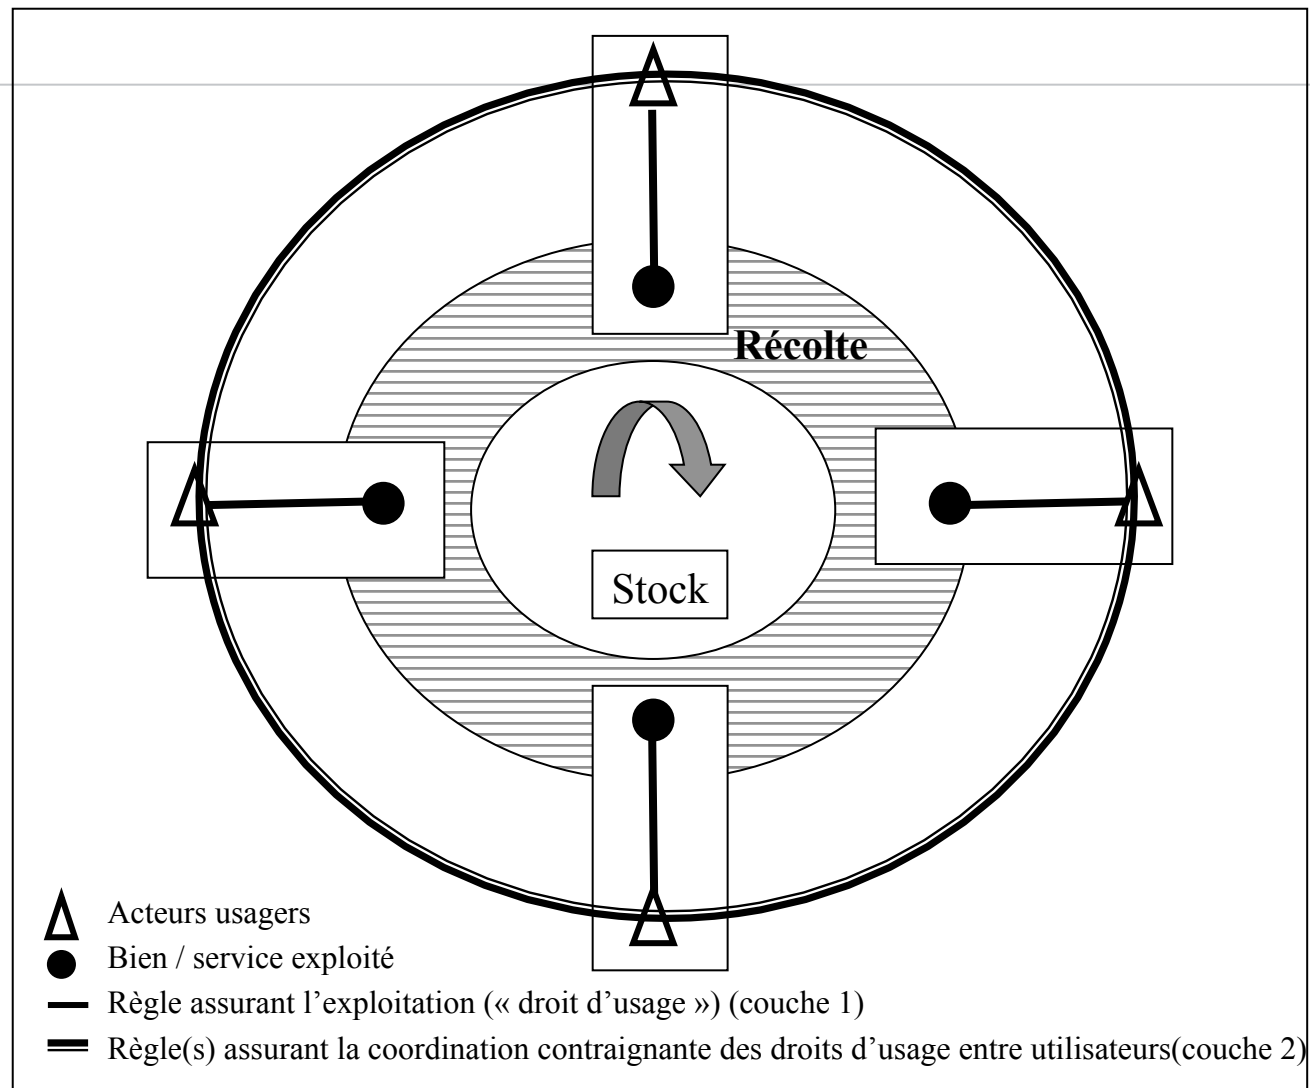 Récolte
Stock
Acteurs usagers
Bien / service exploité
Règle assurant l’exploitation (« droit d’usage ») (couche 1)
Règle(s) assurant la coordination contraignante des droits d’usage entre utilisateurs(couche 2)